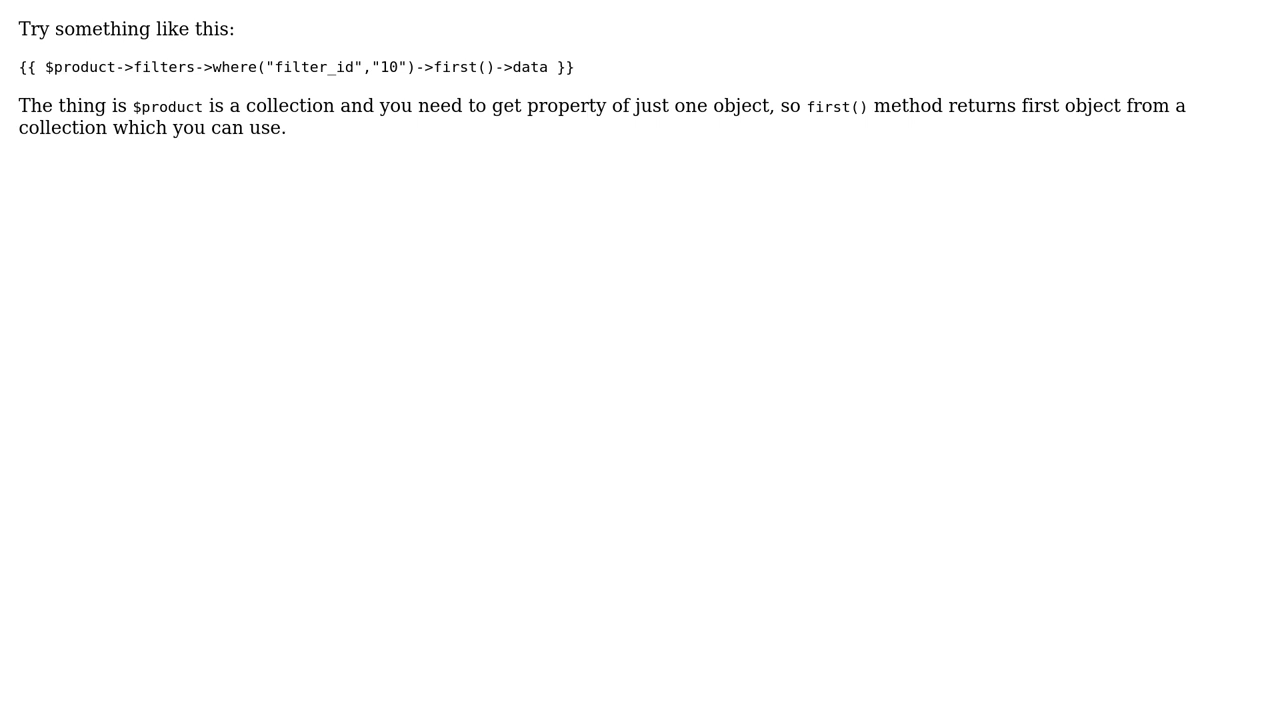 Try something like this:
{{ $product->filters->where("filter_id","10")->first()->data }}
The thing is $product is a collection and you need to get property of just one object, so first() method returns first object from a
collection which you can use.